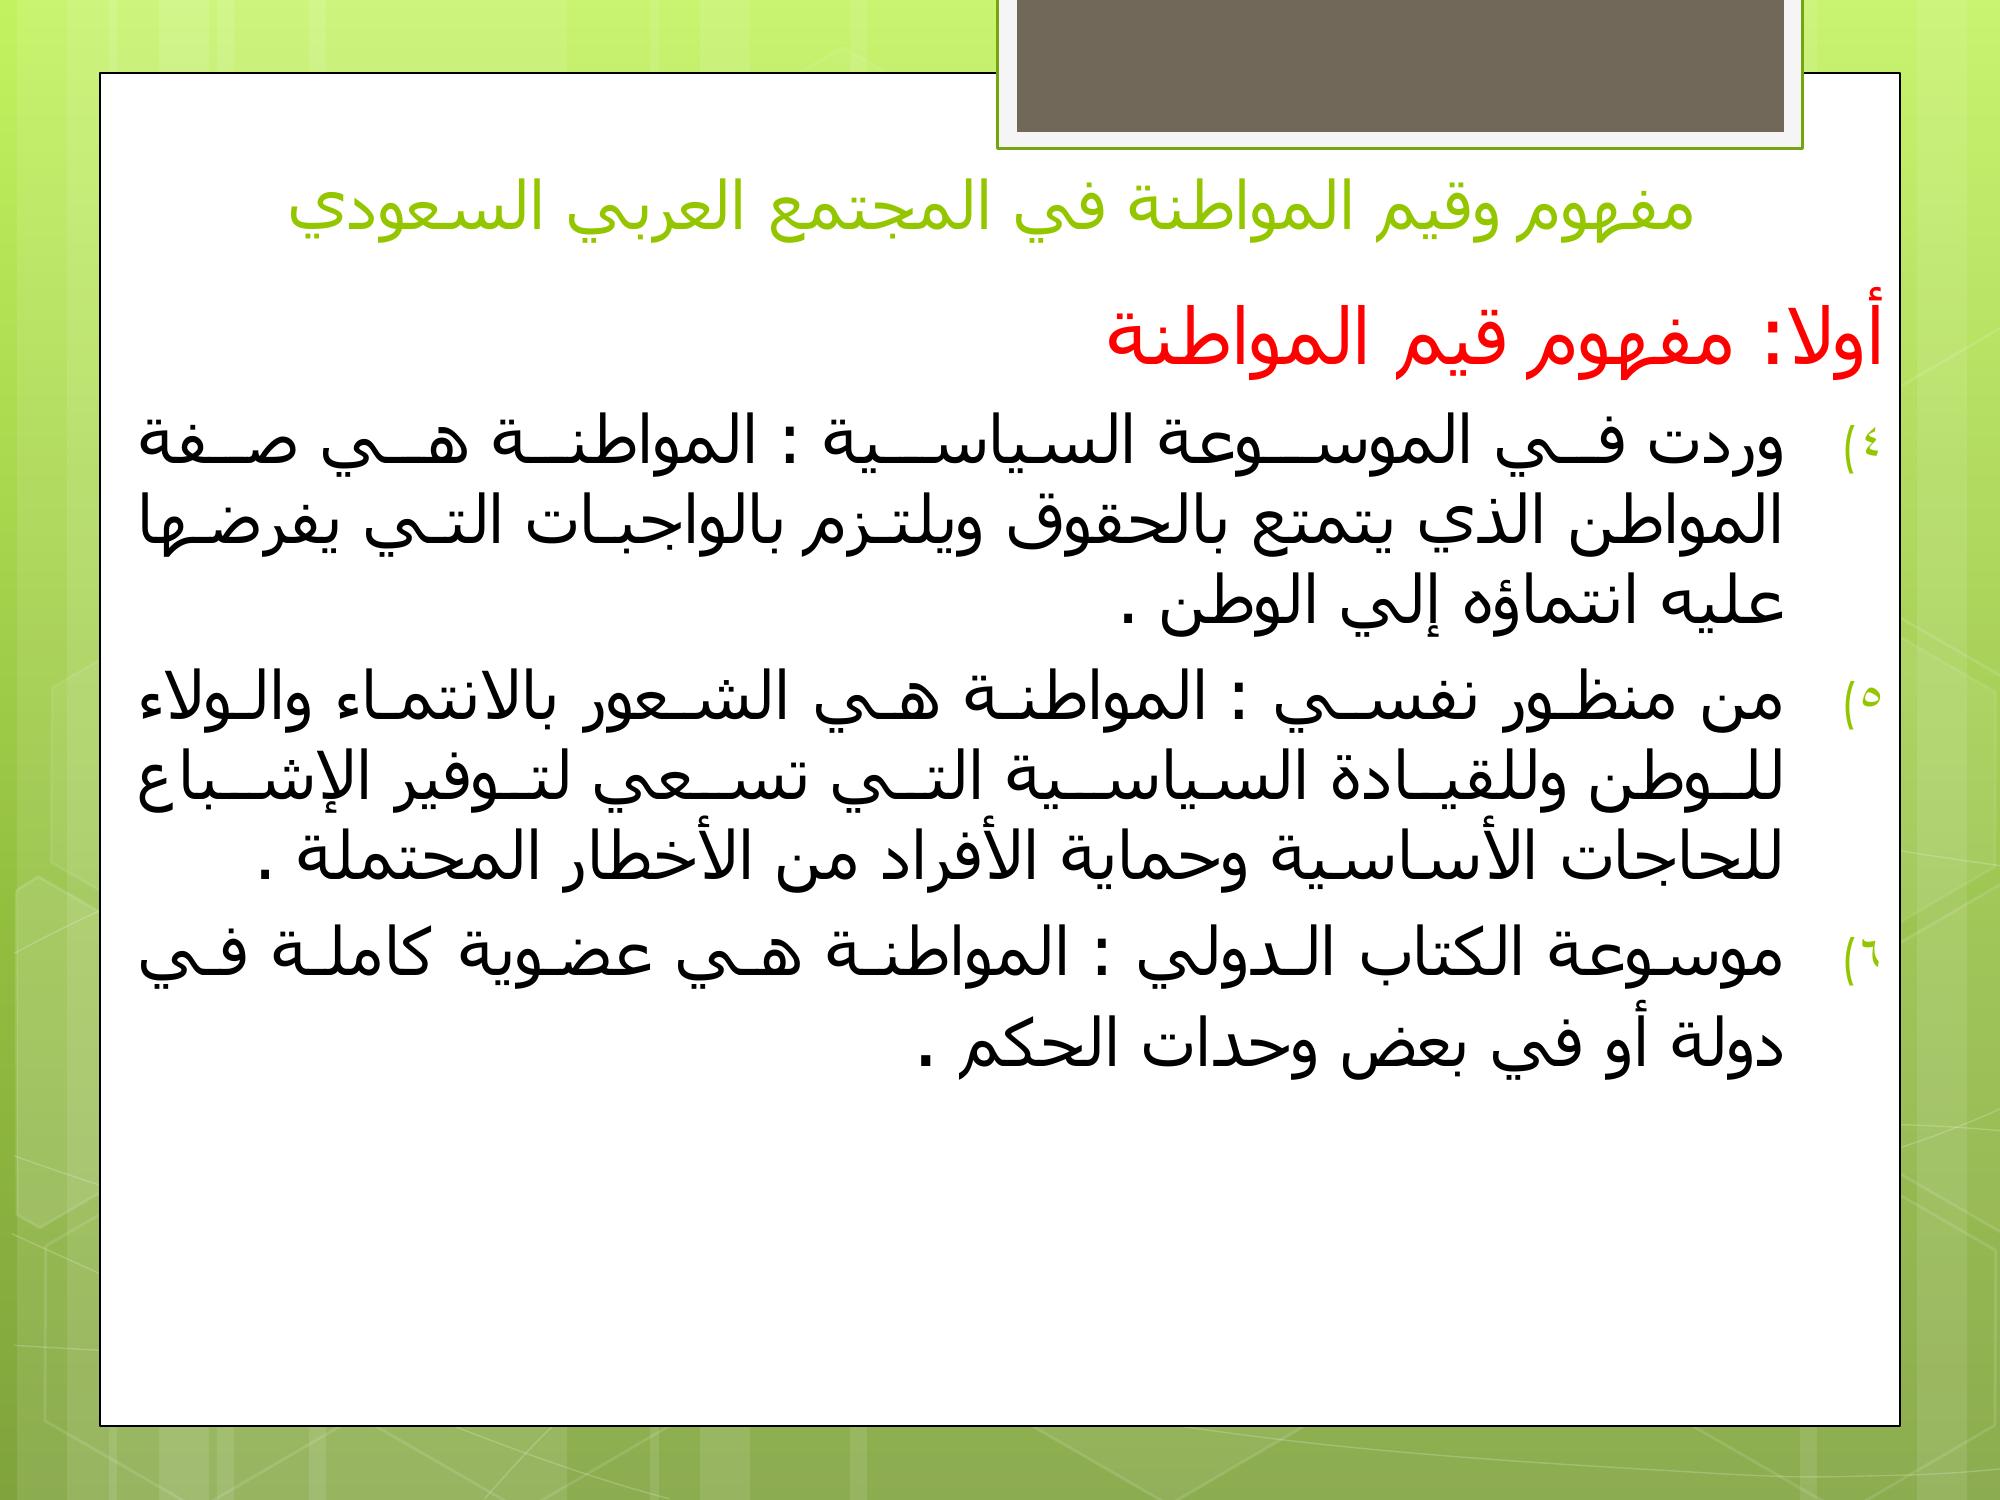 مفهوم وقيم المواطنة في المجتمع العربي السعودي
أولا: مفهوم قيم المواطنة
٤) وردت في الموسوعة السياسية : المواطنة هي صفة
المواطن الذي يتمتع بالحقوق ويلتزم بالواجبات التي يفرضها
عليه انتماؤه إلي الوطن .
٥) من منظور نفسي : المواطنة هي الشعور بالانتماء والولاء
للوطن وللقيادة السياسية التي تسعي لتوفير الإشباع
للحاجات الأساسية وحماية الأفراد من الأخطار المحتملة .
٦) موسوعة الكتاب الدولي : المواطنة هي عضوية كاملة في
دولة أو في بعض وحدات الحكم .